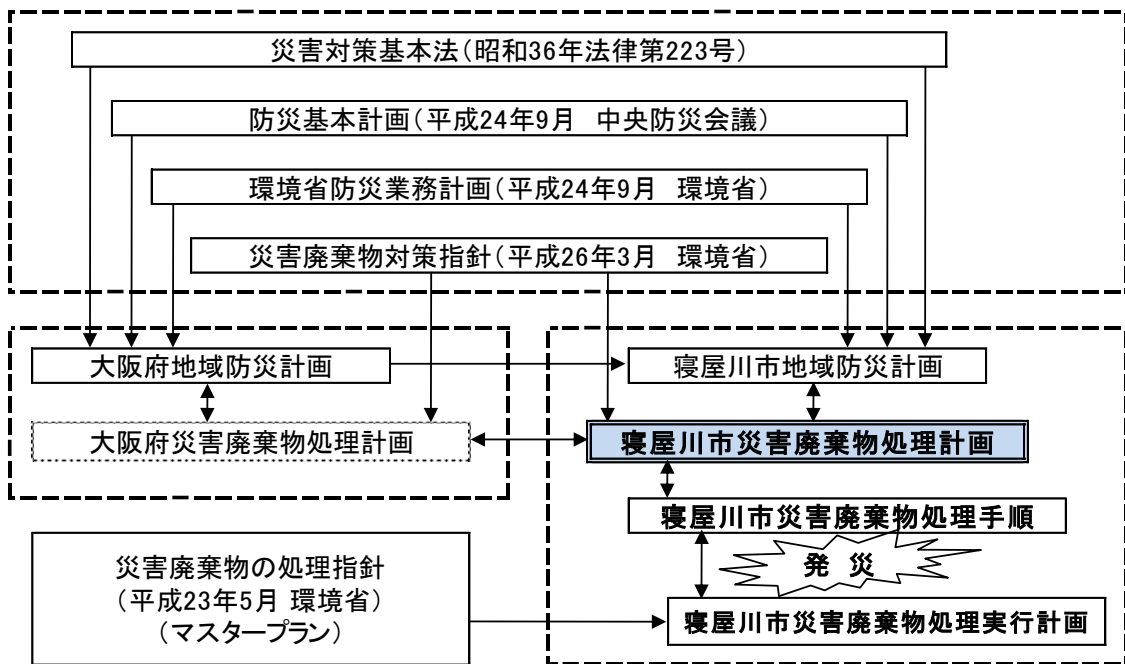 災害対策基本法（昭和36年法律第223号）
防災基本計画（平成24年9月　中央防災会議）
環境省防災業務計画（平成24年9月　環境省）
災害廃棄物対策指針（平成26年3月　環境省）
大阪府地域防災計画
寝屋川市地域防災計画
大阪府災害廃棄物処理計画
寝屋川市災害廃棄物処理計画
寝屋川市災害廃棄物処理手順
発 災
災害廃棄物の処理指針
（平成23年5月 環境省）
（マスタープラン）
寝屋川市災害廃棄物処理実行計画